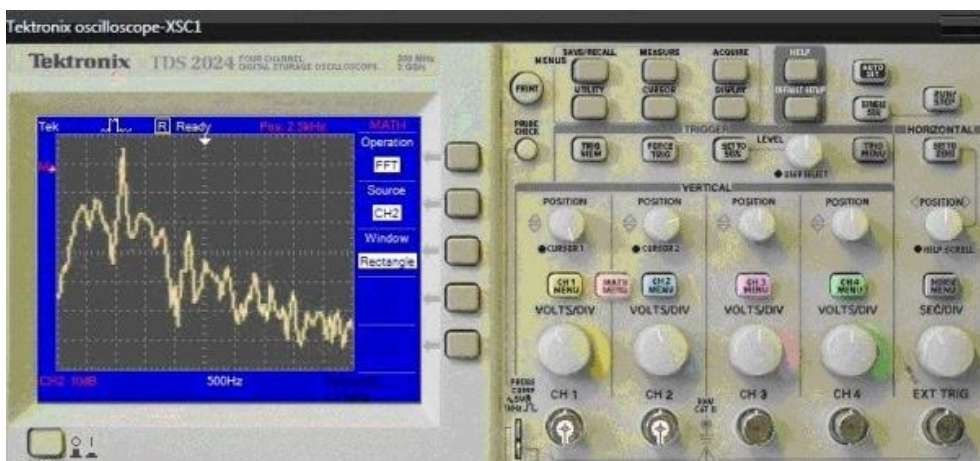 Tektronix oscilloscope-XSC1
Tektronix TDS 2024 FOUR CHANNEL DIGITAL STORAGE OSCILLOSCOPE 200 MHz 2 GS/s
MENUS
SAVE/RECALL MEASURE ACQUIRE HELP
AUTO SET
PRINT
UTILITY CURSOR DISPLAY DEFAULT SETUP
SINGLE SEQ
RUN/ STOP
PROBE CHECK
TRIGGER
HORIZONTAL
TRIG VIEW
FORCE TRIG
SET TO 50%
LEVEL
USER SELECT
TRIG MENU
SET TO ZERO
Tek R Ready Pos: 2.5kHz MATH
Operation
FFT
Source
CH2
Window
Rectangle
CH2 10dB 500Hz
VERTICAL
POSITION POSITION POSITION POSITION POSITION
CURSOR 1 CURSOR 2 HELP SCROLL
CH 1 MENU
MATH MENU
CH 2 MENU
CH 3 MENU
CH4 MENU
HORIZ MENU
VOLTS/DIV VOLTS/DIV VOLTS/DIV VOLTS/DIV SEC/DIV
PROBE COMP
CH 1 CH 2 CH 3 CH 4 EXT TRIG